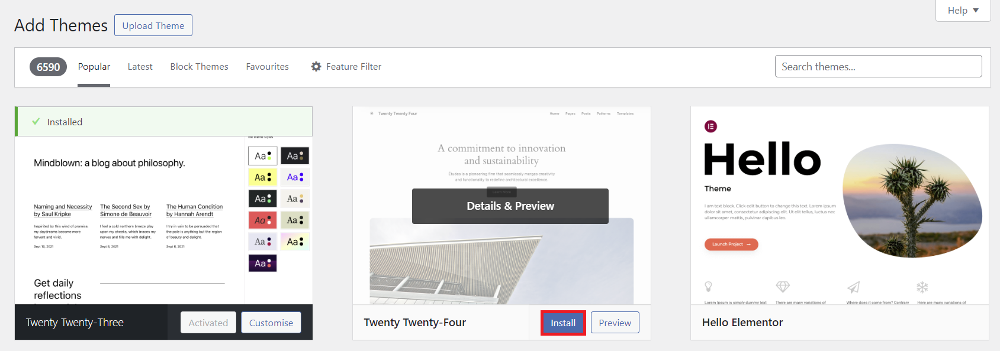 Help
Add Themes Upload Theme
6590 Popular Latest Block Themes Favourites Feature Filter Search themes...
Installed
Mindblown: a blog about philosophy.
Aa Aa
Aa Aa
Aa Aa
Aa Aa
Aa Aa
Aa
Naming and Necessity
by Saul Kripke
Inspirited by this wind of promise,
my daydreams become more
fervent and vivid.
Sept 10, 2021
The Second Sex by
Simone de Beauvoir
I feel a cold northern breeze play
upon my cheeks, which braces my
nerves and fills me with delight.
Sept 8, 2021
The Human Condition
by Hannah Arendt
I try in vain to be persuaded that
the pole is anything but the region
of beauty and delight.
Sept 6, 2021
Get daily
reflections
Twenty Twenty-Three Activated Customise
Twenty Twenty Four Home Pages Posts Patterns Templates
A commitment to innovation
and sustainability
Études is a pioneering firm that seamlessly merges creativity
and functionality to redefine architectural excellence.
Details & Preview
Twenty Twenty-Four Install Preview
Hello
Theme
I am text block. Click edit button to change this text. Lorem ipsum
dolor sit amet, consectetur adipiscing elit. Ut elit tellus, luctus nec
ullamcorper mattis, pulvinar dapibus leo.
Launch Project →
Lorem Ipsum is simply dummy text There are many variations of Where does it come from? Contrary Here are many variations of
Hello Elementor